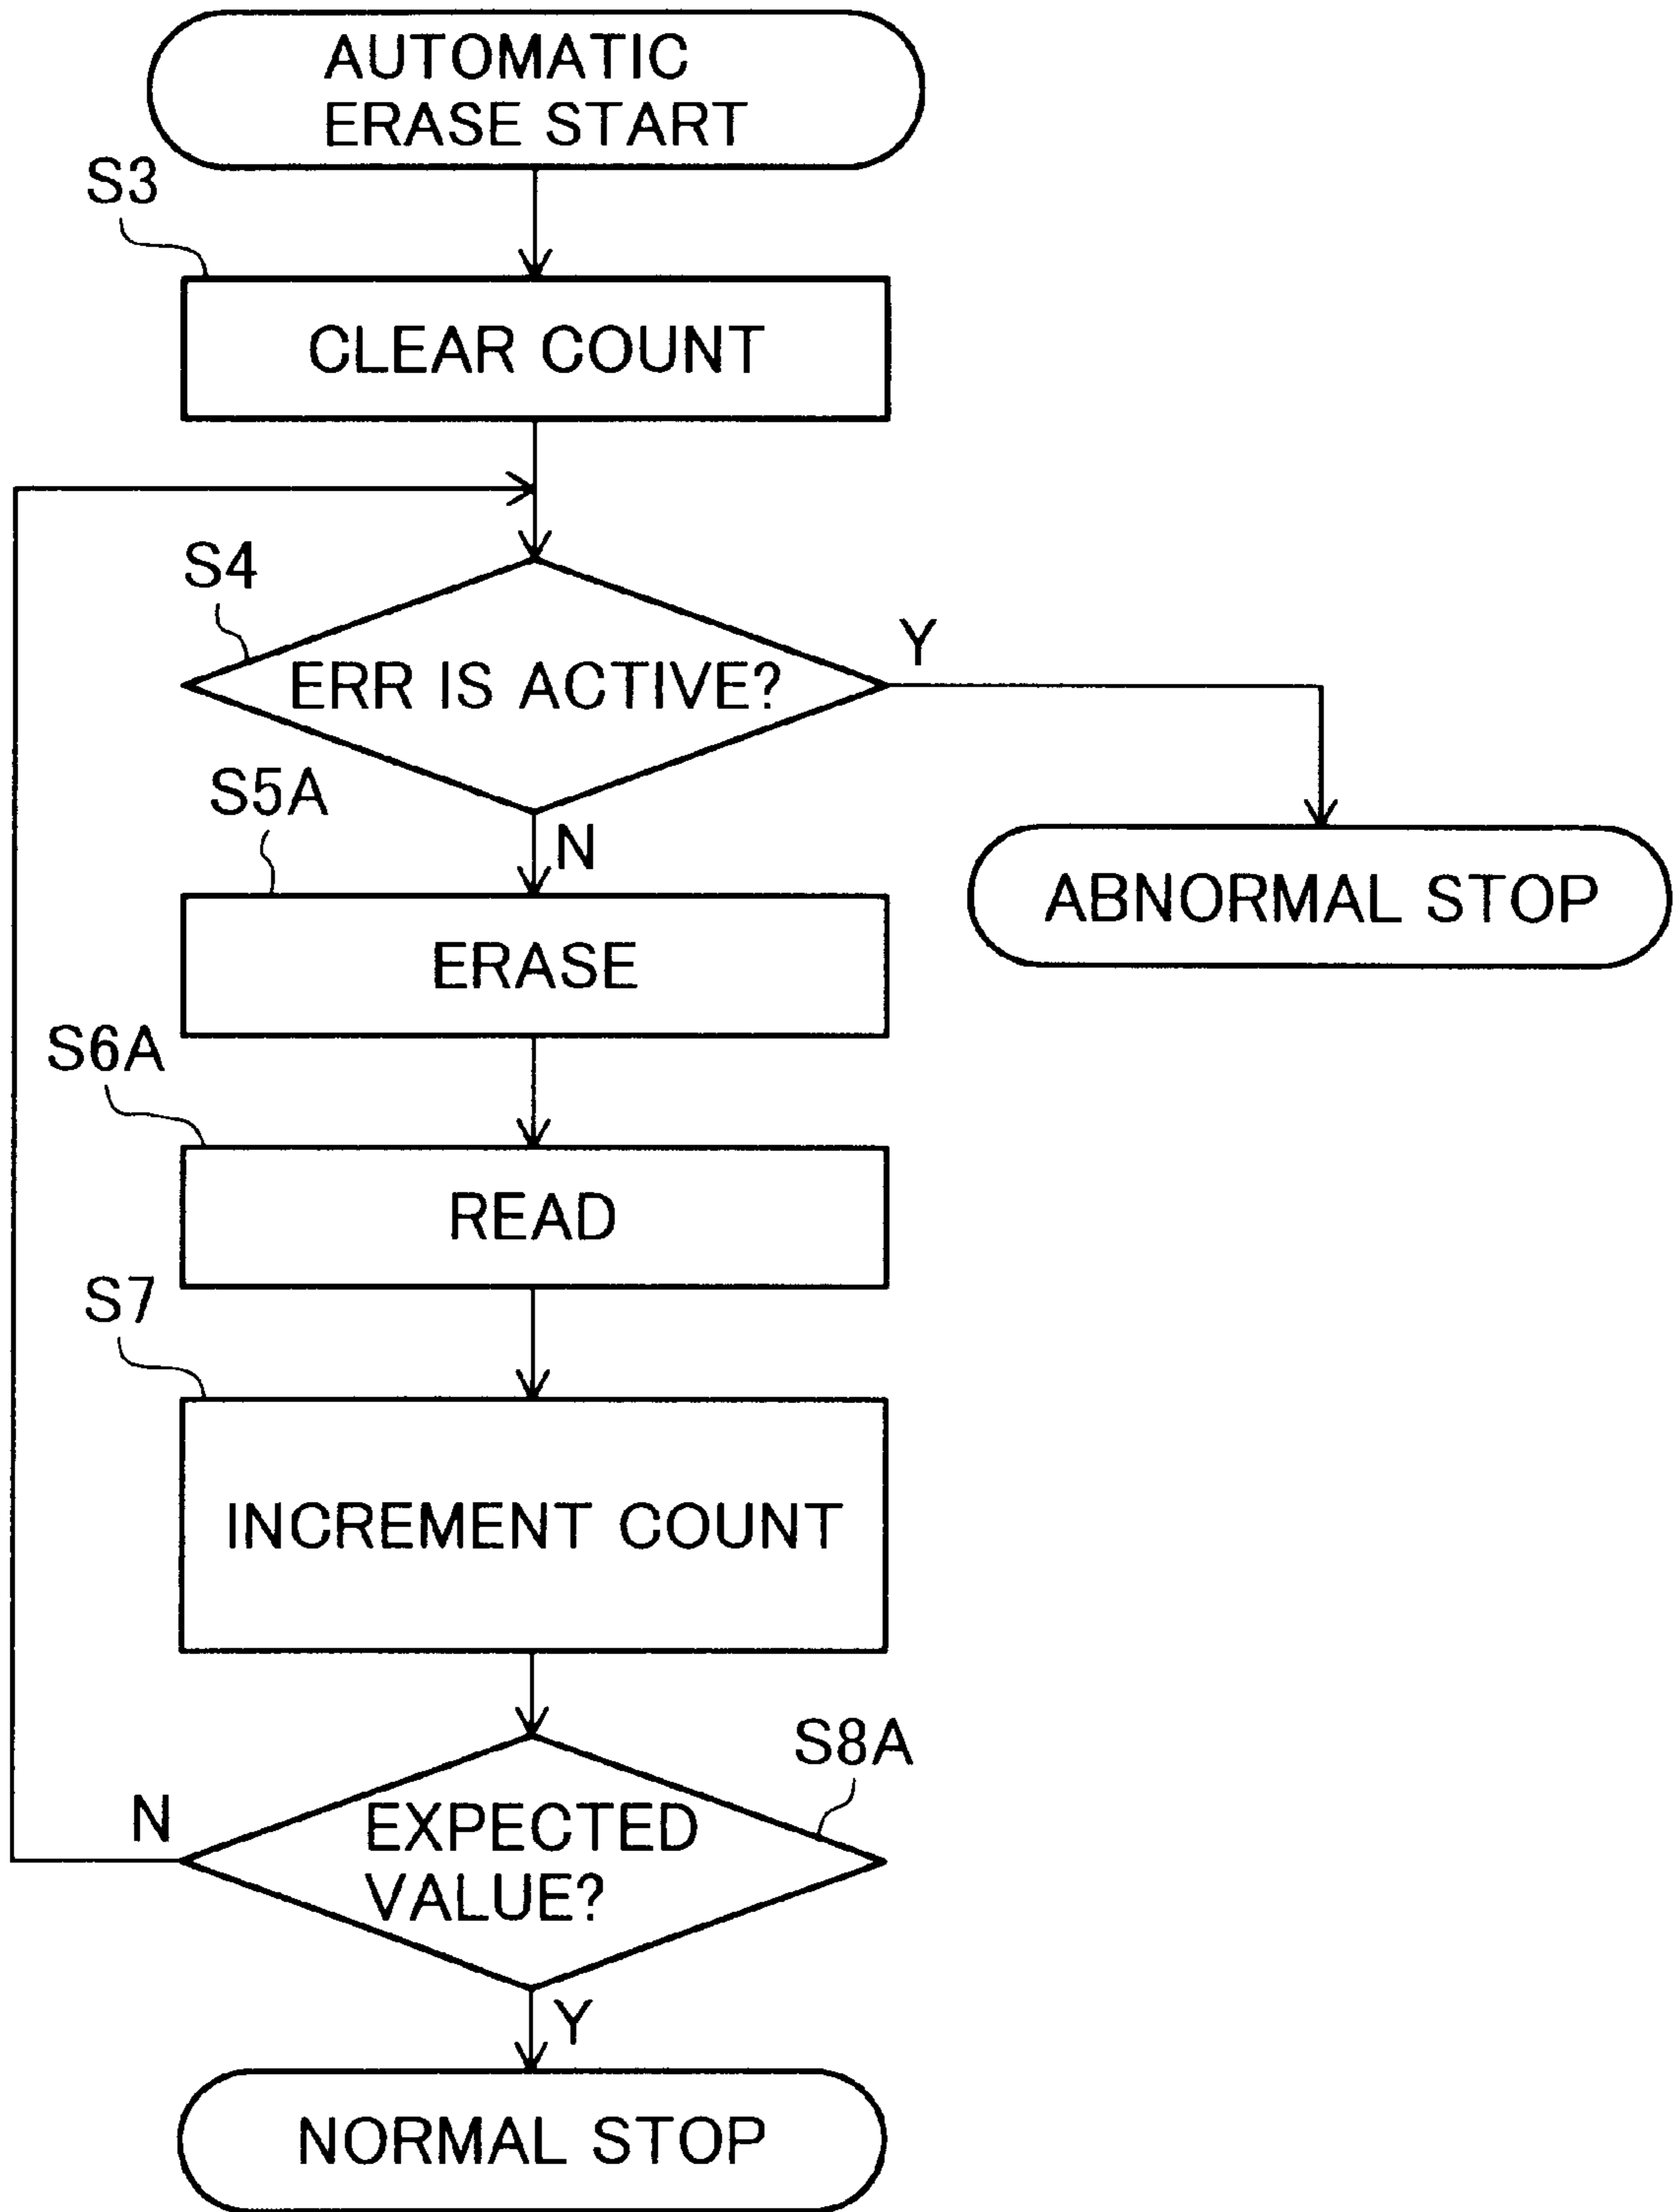 AUTOMATIC
ERASE START
S3
CLEAR COUNT
S4
ERR IS ACTIVE?
Y
N
ABNORMAL STOP
S5A
ERASE
S6A
READ
S7
INCREMENT COUNT
S8A
EXPECTED
VALUE?
N
Y
NORMAL STOP